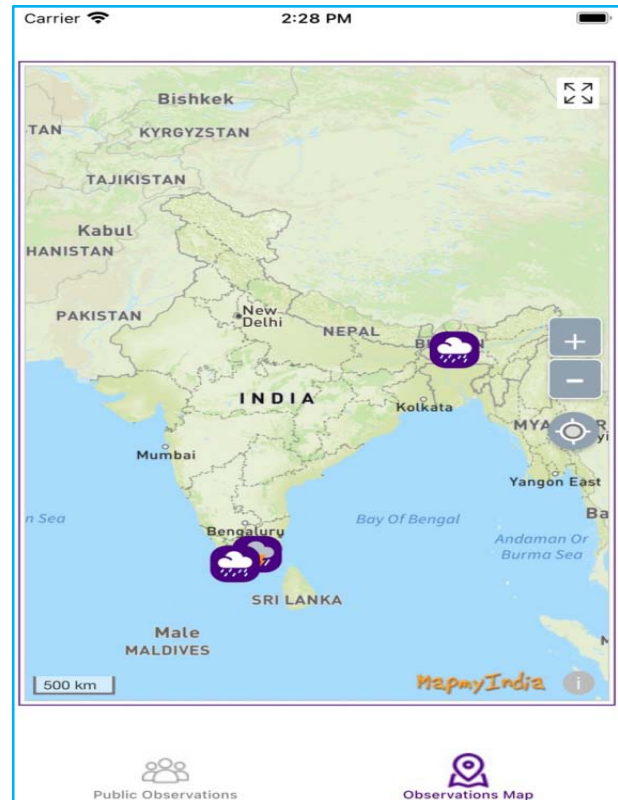 Carrier
2:28 PM
Bishkek
TAN
KYRGYZSTAN
TAJIKISTAN
Kabul
HANISTAN
PAKISTAN
New
Delhi
NEPAL
INDIA
Kolkata
Mumbai
Yangon East
n Sea
Bengaluru
Bay Of Bengal
Ba
Andaman Or
Burma Sea
SRI LANKA
Male
MALDIVES
500 km
MapmyIndia
i
Public Observations
Observations Map